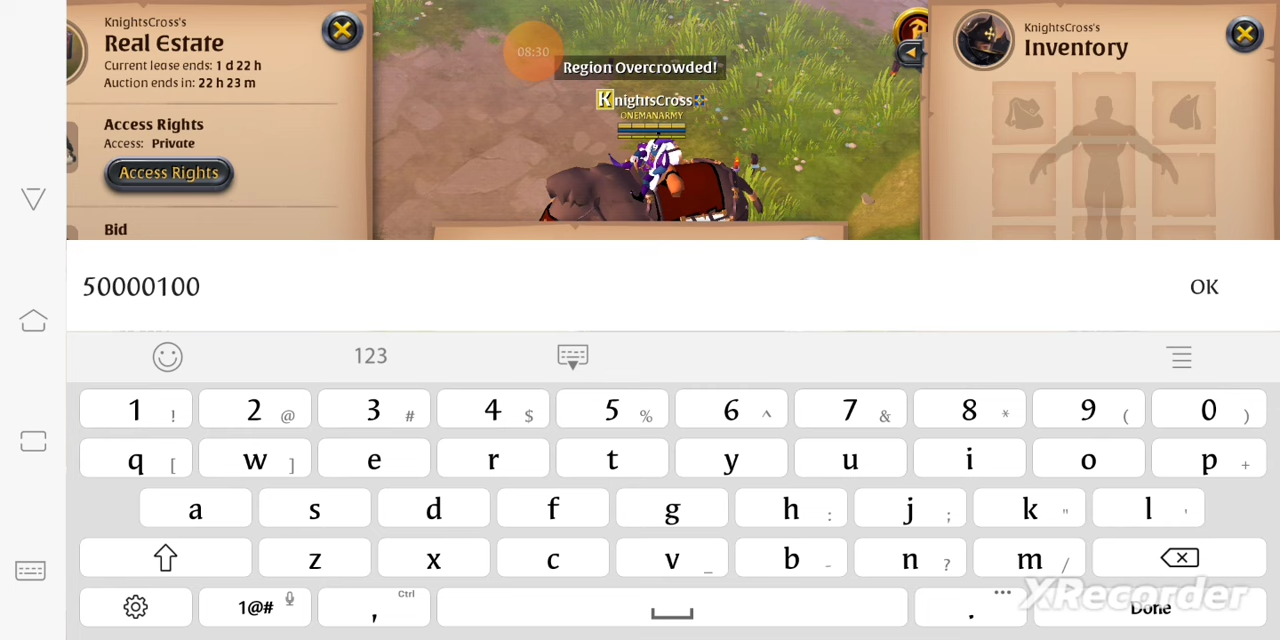 KnightsCross's
Real Estate
Current lease ends: 1 d 22 h
Auction ends in: 22 h 23 m
Access Rights
Access: Private
Access Rights
Bid
08:30
Region Overcrowded!
KnightsCross
ONEMANARMY
KnightsCross's
Inventory
50000100
OK
123
1 ! 2 @ 3 # 4 $ 5 % 6 ^ 7 & 8 * 9 ( 0 )
q [ w ] e r t y u i o p +
a s d f g h : j ; k " l '
z x c v _ b - n ? m /
1@# , Ctrl . ... Done
XRecorder